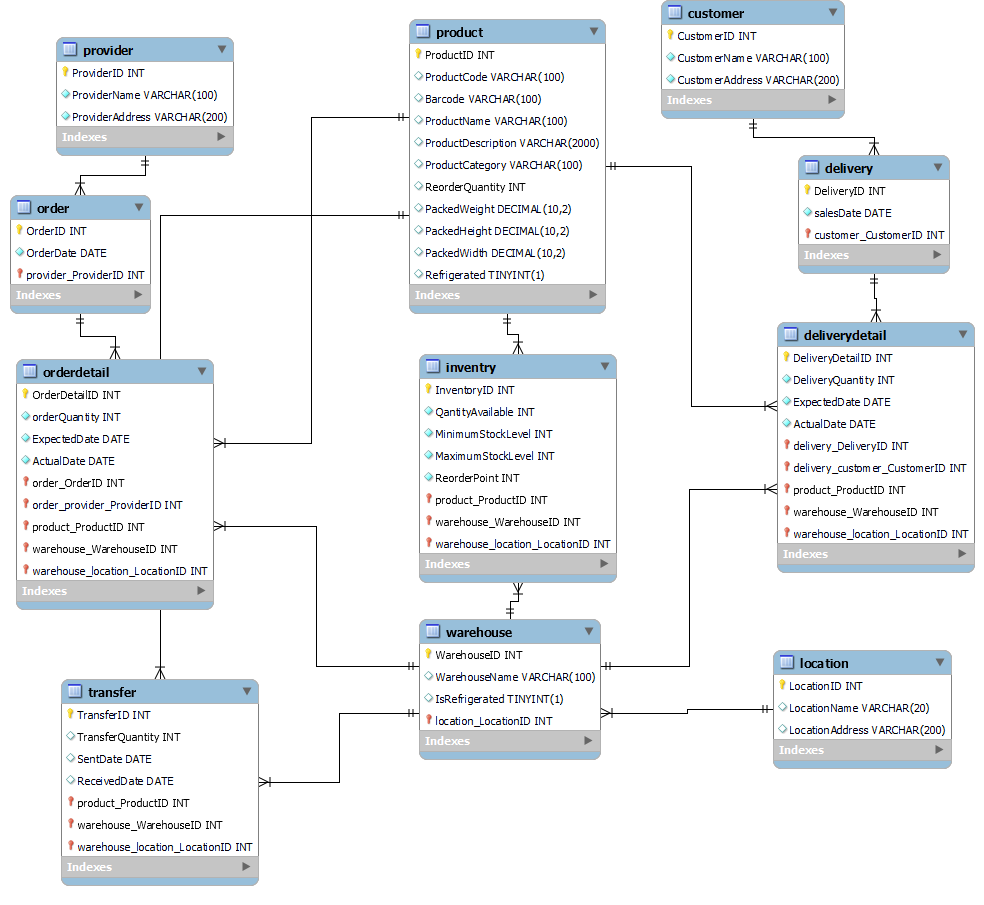 provider
ProviderID INT
ProviderName VARCHAR(100)
ProviderAddress VARCHAR(200)
Indexes
product
ProductID INT
ProductCode VARCHAR(100)
Barcode VARCHAR(100)
ProductName VARCHAR(100)
ProductDescription VARCHAR(2000)
ProductCategory VARCHAR(100)
ReorderQuantity INT
PackedWeight DECIMAL(10,2)
PackedHeight DECIMAL(10,2)
PackedWidth DECIMAL(10,2)
Refrigerated TINYINT(1)
Indexes
customer
CustomerID INT
CustomerName VARCHAR(100)
CustomerAddress VARCHAR(200)
Indexes
order
OrderID INT
OrderDate DATE
provider_ProviderID INT
Indexes
delivery
DeliveryID INT
salesDate DATE
customer_CustomerID INT
Indexes
orderdetail
OrderDetailID INT
orderQuantity INT
ExpectedDate DATE
ActualDate DATE
order_OrderID INT
order_provider_ProviderID INT
product_ProductID INT
warehouse_WarehouseID INT
warehouse_location_LocationID INT
Indexes
inventry
InventoryID INT
QantityAvailable INT
MinimumStockLevel INT
MaximumStockLevel INT
ReorderPoint INT
product_ProductID INT
warehouse_WarehouseID INT
warehouse_location_LocationID INT
Indexes
deliverydetail
DeliveryDetailID INT
DeliveryQuantity INT
ExpectedDate DATE
ActualDate DATE
delivery_DeliveryID INT
delivery_customer_CustomerID INT
product_ProductID INT
warehouse_WarehouseID INT
warehouse_location_LocationID INT
Indexes
transfer
TransferID INT
TransferQuantity INT
SentDate DATE
ReceivedDate DATE
product_ProductID INT
warehouse_WarehouseID INT
warehouse_location_LocationID INT
Indexes
warehouse
WarehouseID INT
WarehouseName VARCHAR(100)
IsRefrigerated TINYINT(1)
location_LocationID INT
Indexes
location
LocationID INT
LocationName VARCHAR(20)
LocationAddress VARCHAR(200)
Indexes